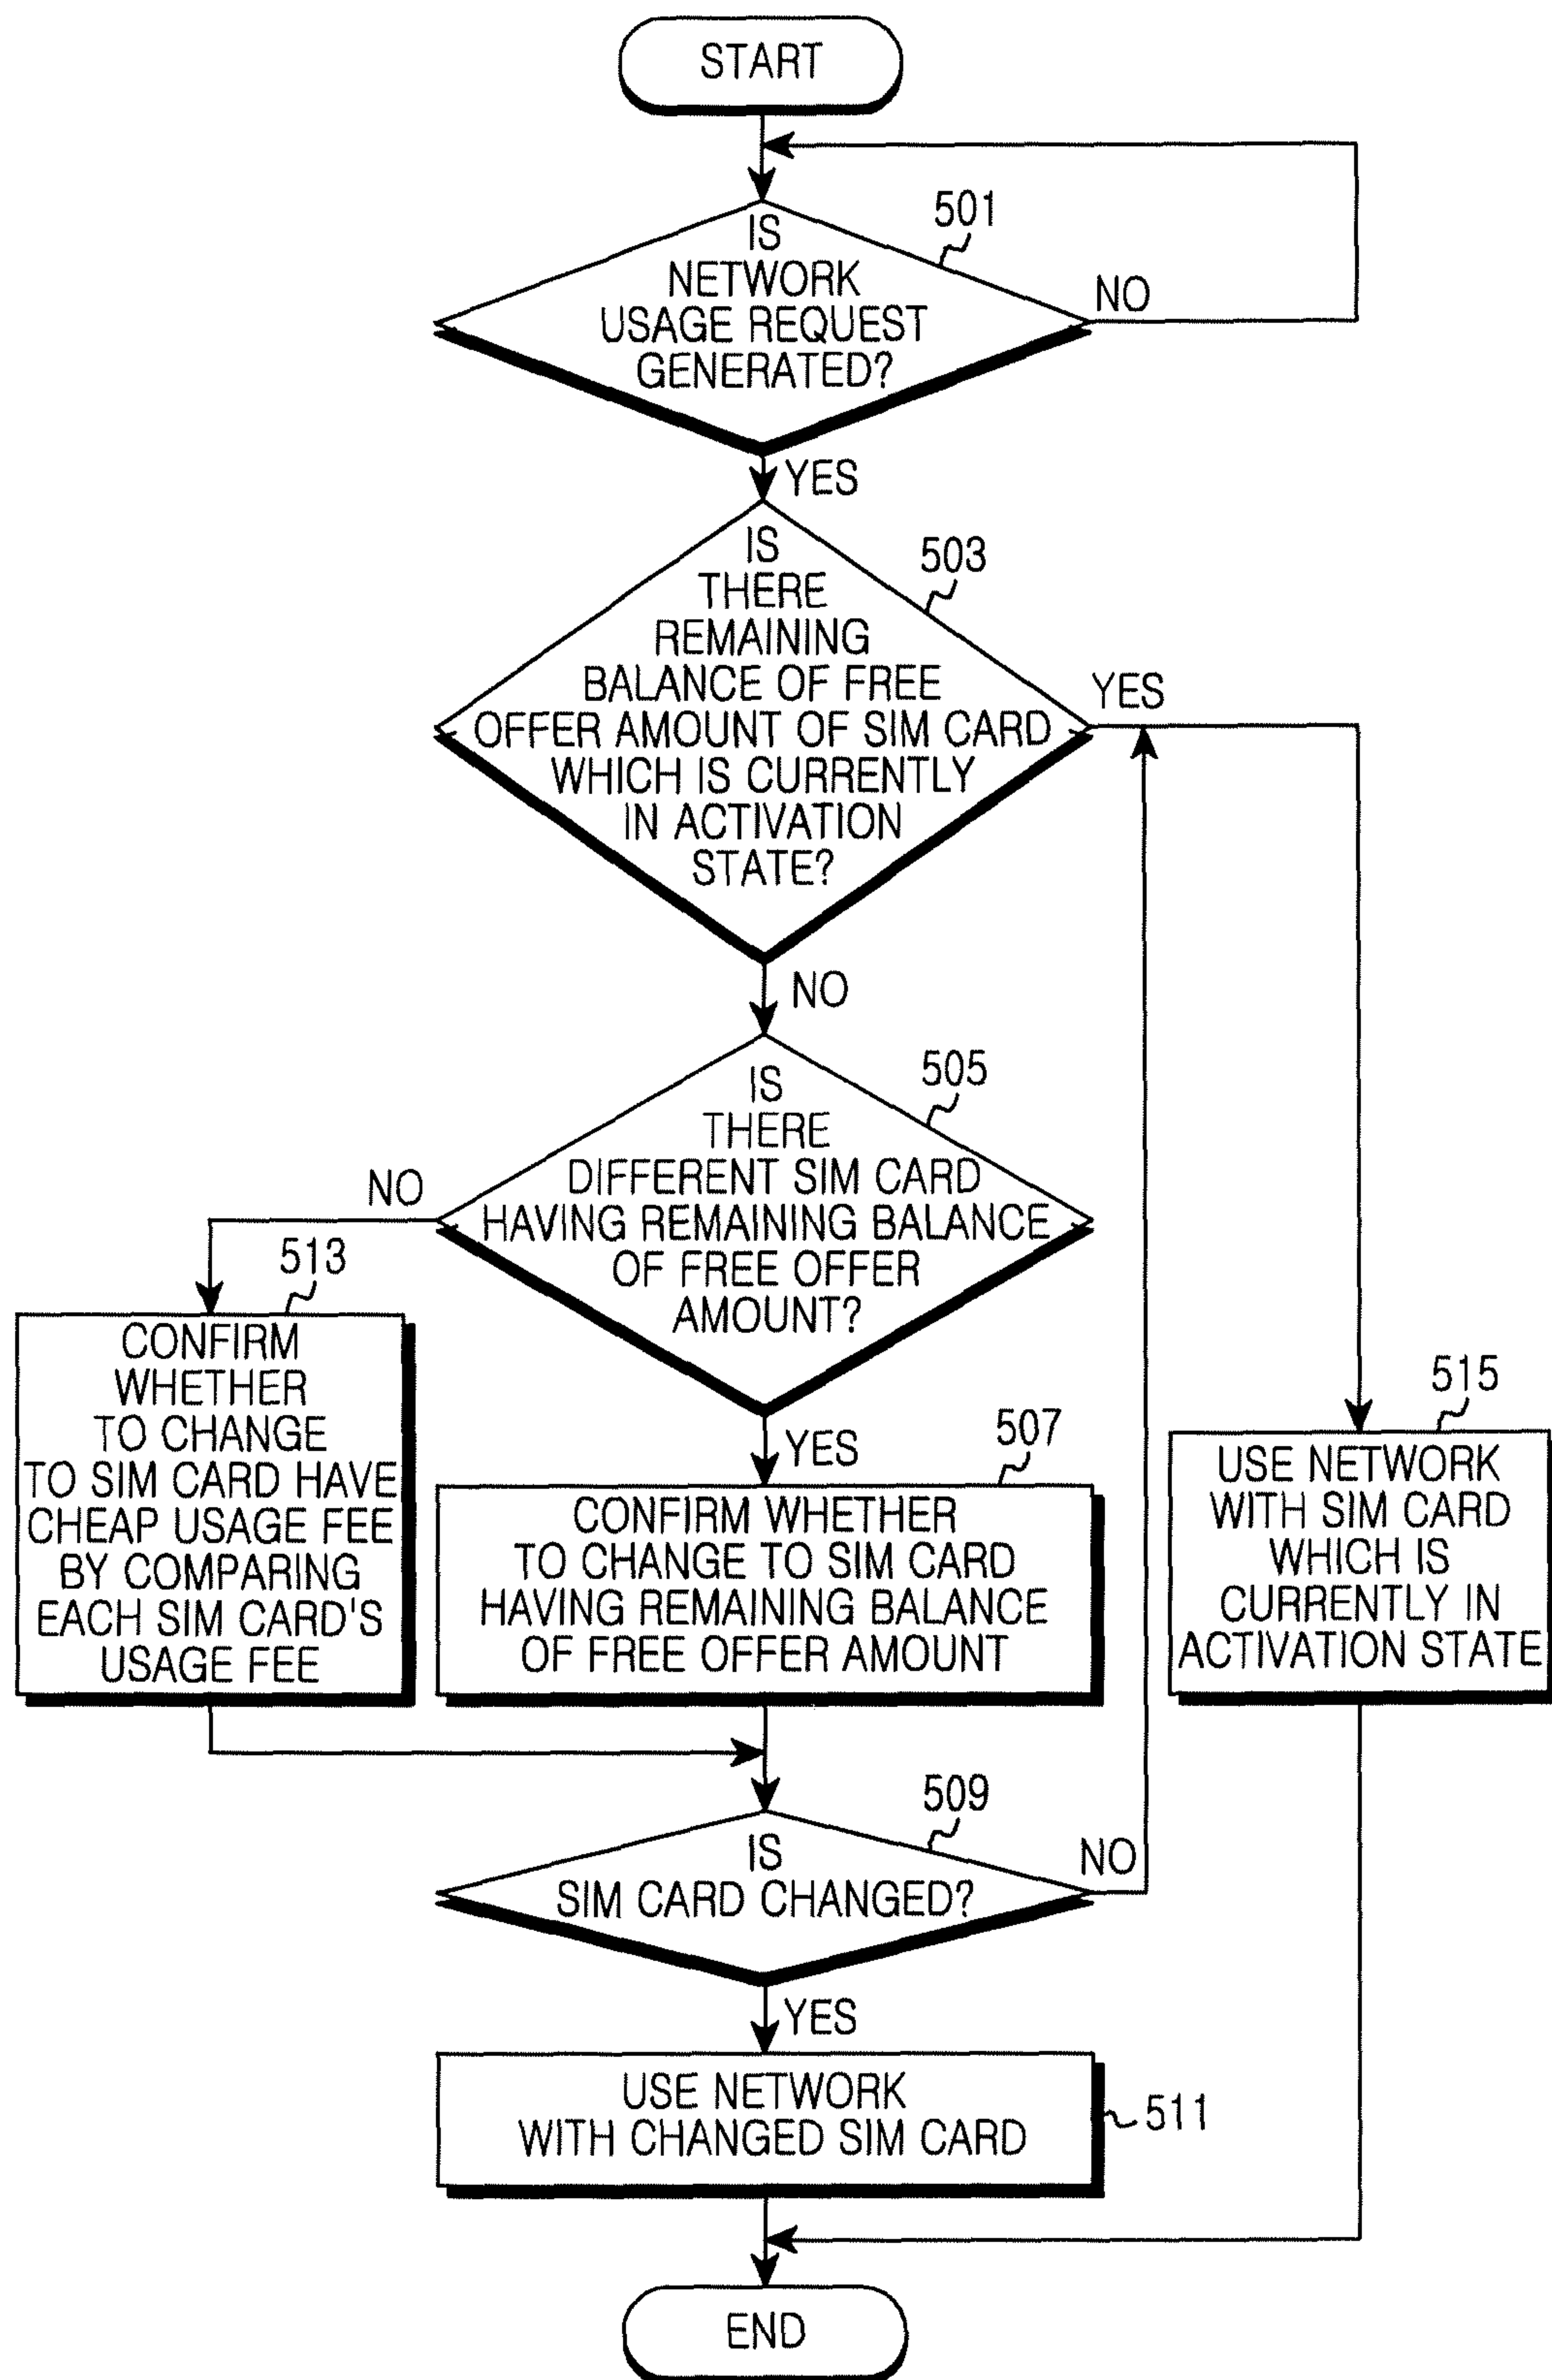 START
501
IS
NETWORK
USAGE REQUEST
GENERATED?
NO
YES
503
IS
THERE
REMAINING
BALANCE OF FREE
OFFER AMOUNT OF SIM CARD
WHICH IS CURRENTLY
IN ACTIVATION
STATE?
YES
NO
505
IS
THERE
DIFFERENT SIM CARD
HAVING REMAINING BALANCE
OF FREE OFFER
AMOUNT?
NO
513
CONFIRM
WHETHER
TO CHANGE
TO SIM CARD HAVE
CHEAP USAGE FEE
BY COMPARING
EACH SIM CARD'S
USAGE FEE
YES
507
CONFIRM WHETHER
TO CHANGE TO SIM CARD
HAVING REMAINING BALANCE
OF FREE OFFER AMOUNT
515
USE NETWORK
WITH SIM CARD
WHICH IS
CURRENTLY IN
ACTIVATION STATE
509
IS
SIM CARD CHANGED?
NO
YES
USE NETWORK
WITH CHANGED SIM CARD
511
END